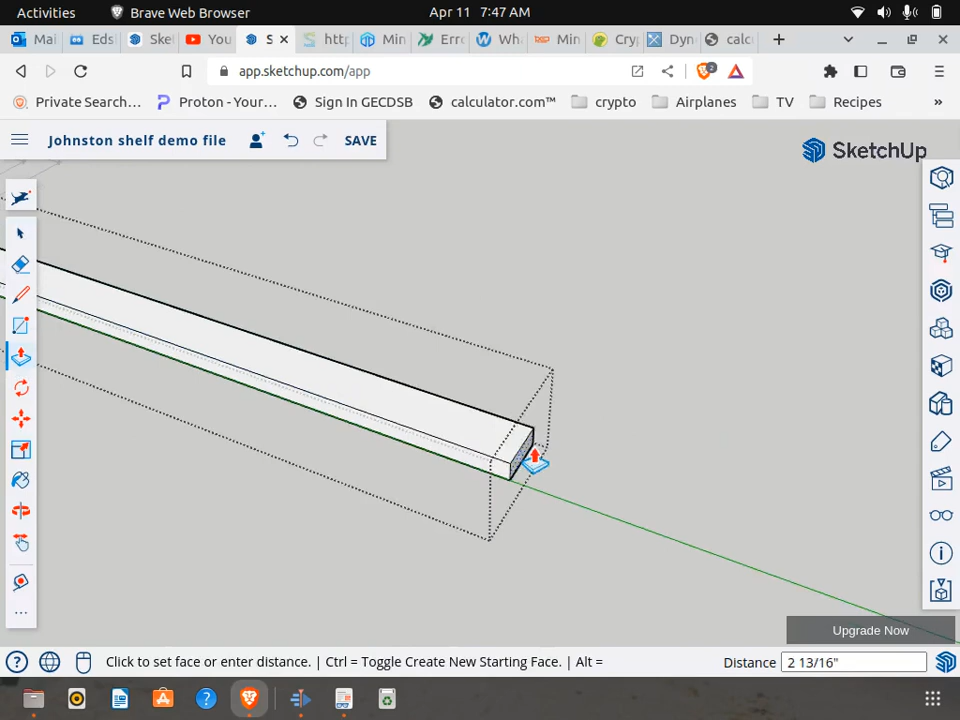 Activities Brave Web Browser Apr 11 7:47 AM
Mai Eds Ske You S http Min Erro Wha Min Cryp Dyn calc
app.sketchup.com/app 2
Private Search... Proton - Your... Sign In GECDSB calculator.com™ crypto Airplanes TV Recipes »
Johnston shelf demo file SAVE
SketchUp
Upgrade Now
Click to set face or enter distance. | Ctrl = Toggle Create New Starting Face. | Alt = Distance 2 13/16"